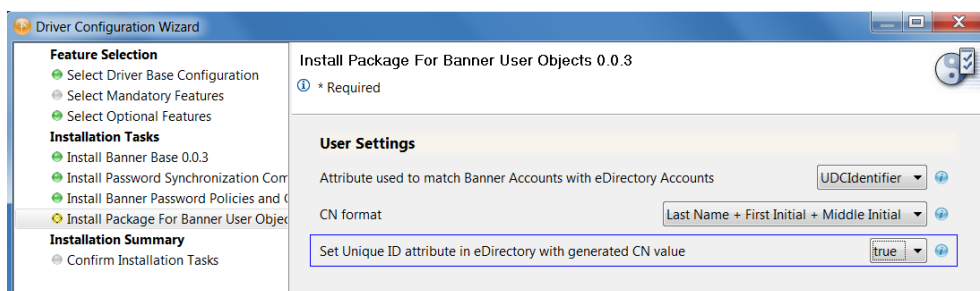 Driver Configuration Wizard
Feature Selection
Select Driver Base Configuration
Select Mandatory Features
Select Optional Features
Installation Tasks
Install Banner Base 0.0.3
Install Password Synchronization Com
Install Banner Password Policies and
Install Package For Banner User Objec
Installation Summary
Confirm Installation Tasks
Install Package For Banner User Objects 0.0.3
* Required
User Settings
Attribute used to match Banner Accounts with eDirectory Accounts UDCIdentifier
CN format Last Name + First Initial + Middle Initial
Set Unique ID attribute in eDirectory with generated CN value true